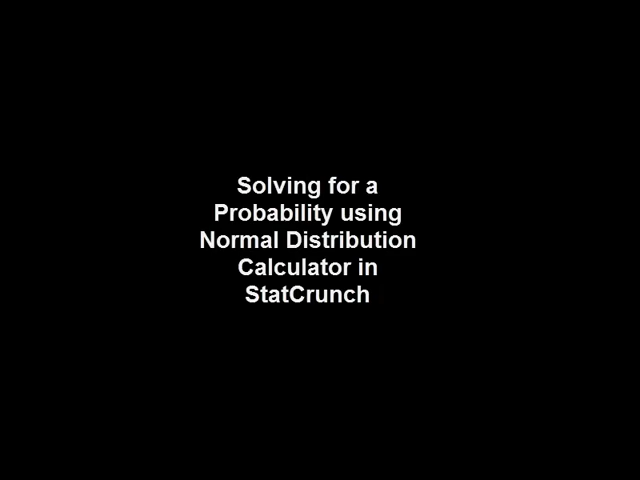 Solving for a
Probability using
Normal Distribution
Calculator in
StatCrunch